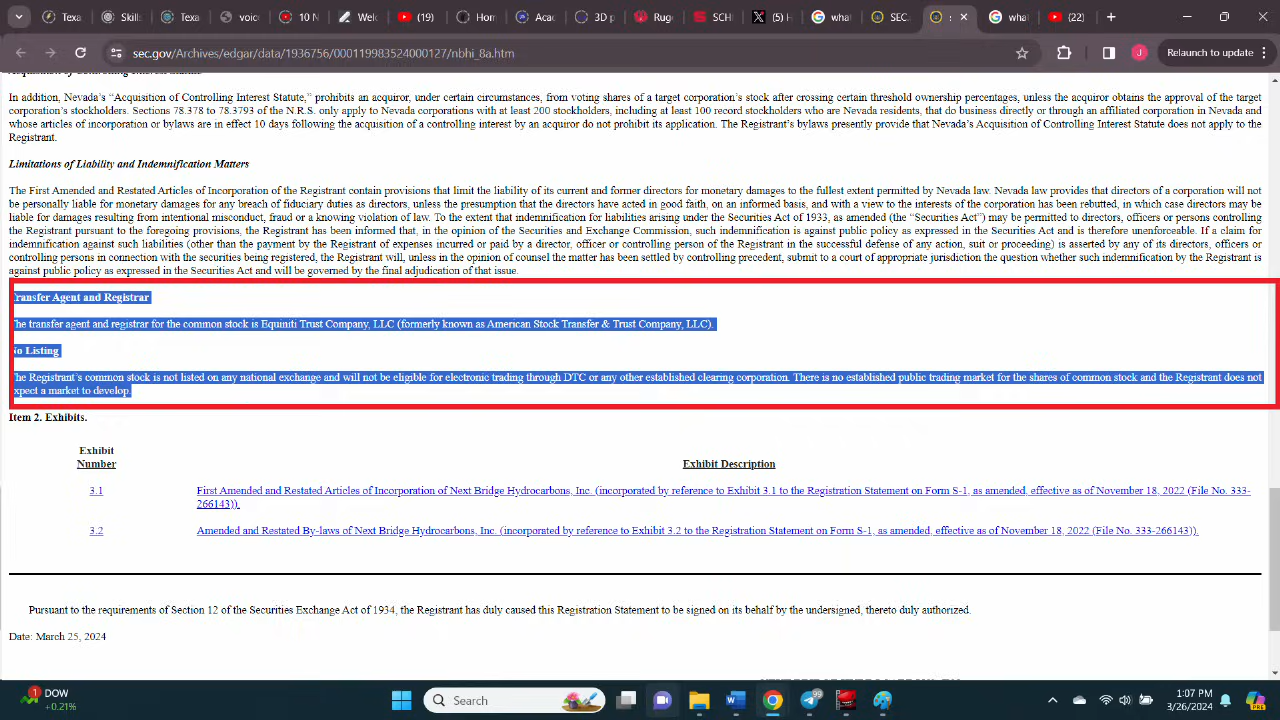 Skills
Texa
Texa
voic
10 N
Wel
(19)
Hom
Aca
3D p
Rug
SCH
(5) H
what
SEC.
s
what
(22)
sec.gov/Archives/edgar/data/1936756/000119983524000127/nbhi_8a.htm
J
Relaunch to update
In addition, Nevada’s “Acquisition of Controlling Interest Statute,” prohibits an acquiror, under certain circumstances, from voting shares of a target corporation’s stock after crossing certain threshold ownership percentages, unless the acquiror obtains the approval of the target
corporation’s stockholders. Sections 78.378 to 78.3793 of the N.R.S. only apply to Nevada corporations with at least 200 stockholders, including at least 100 record stockholders who are Nevada residents, that do business directly or through an affiliated corporation in Nevada and
whose articles of incorporation or bylaws are in effect 10 days following the acquisition of a controlling interest by an acquiror do not prohibit its application. The Registrant’s bylaws presently provide that Nevada’s Acquisition of Controlling Interest Statute does not apply to the
Registrant.
Limitations of Liability and Indemnification Matters
The First Amended and Restated Articles of Incorporation of the Registrant contain provisions that limit the liability of its current and former directors for monetary damages to the fullest extent permitted by Nevada law. Nevada law provides that directors of a corporation will not
be personally liable for monetary damages for any breach of fiduciary duties as directors, unless the presumption that the directors have acted in good faith, on an informed basis, and with a view to the interests of the corporation has been rebutted, in which case directors may be
liable for damages resulting from intentional misconduct, fraud or a knowing violation of law. To the extent that indemnification for liabilities arising under the Securities Act of 1933, as amended (the “Securities Act”) may be permitted to directors, officers or persons controlling
the Registrant pursuant to the foregoing provisions, the Registrant has been informed that, in the opinion of the Securities and Exchange Commission, such indemnification is against public policy as expressed in the Securities Act and is therefore unenforceable. If a claim for
indemnification against such liabilities (other than the payment by the Registrant of expenses incurred or paid by a director, officer or controlling person of the Registrant in the successful defense of any action, suit or proceeding) is asserted by any of its directors, officers or
controlling persons in connection with the securities being registered, the Registrant will, unless in the opinion of counsel the matter has been settled by controlling precedent, submit to a court of appropriate jurisdiction the question whether such indemnification by the Registrant is
against public policy as expressed in the Securities Act and will be governed by the final adjudication of that issue.
Transfer Agent and Registrar
The transfer agent and registrar for the common stock is Equiniti Trust Company, LLC (formerly known as American Stock Transfer & Trust Company, LLC).
No Listing
The Registrant’s common stock is not listed on any national exchange and will not be eligible for electronic trading through DTC or any other established clearing corporation. There is no established public trading market for the shares of common stock and the Registrant does not
expect a market to develop.
Item 2. Exhibits.
Exhibit
Number
Exhibit Description
3.1
First Amended and Restated Articles of Incorporation of Next Bridge Hydrocarbons, Inc. (incorporated by reference to Exhibit 3.1 to the Registration Statement on Form S-1, as amended, effective as of November 18, 2022 (File No. 333-
266143)).
3.2
Amended and Restated By-laws of Next Bridge Hydrocarbons, Inc. (incorporated by reference to Exhibit 3.2 to the Registration Statement on Form S-1, as amended, effective as of November 18, 2022 (File No. 333-266143)).
Pursuant to the requirements of Section 12 of the Securities Exchange Act of 1934, the Registrant has duly caused this Registration Statement to be signed on its behalf by the undersigned, thereto duly authorized.
Date: March 25, 2024
1
DOW
+0.21%
Search
99
1:07 PM
3/26/2024